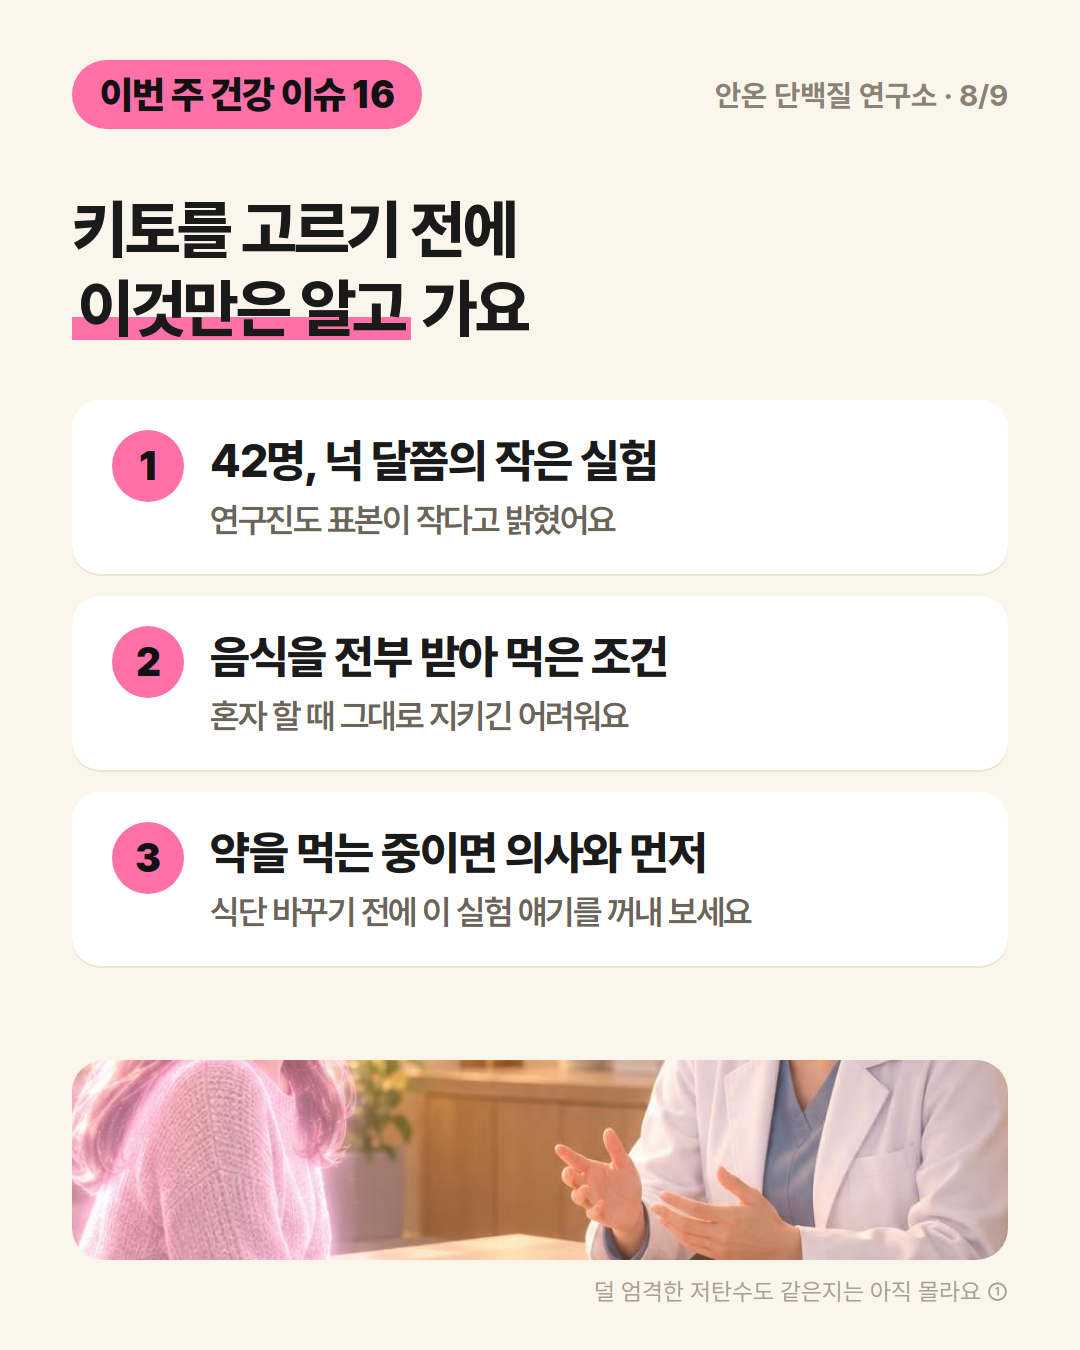 이번 주 건강 이슈 16
안온 단백질 연구소 · 8/9
키토를 고르기 전에
이것만은 알고 가요
1
42명, 넉 달쯤의 작은 실험
연구진도 표본이 작다고 밝혔어요
2
음식을 전부 받아 먹은 조건
혼자 할 때 그대로 지키긴 어려워요
3
약을 먹는 중이면 의사와 먼저
식단 바꾸기 전에 이 실험 얘기를 꺼내 보세요
덜 엄격한 저탄수도 같은지는 아직 몰라요 ①